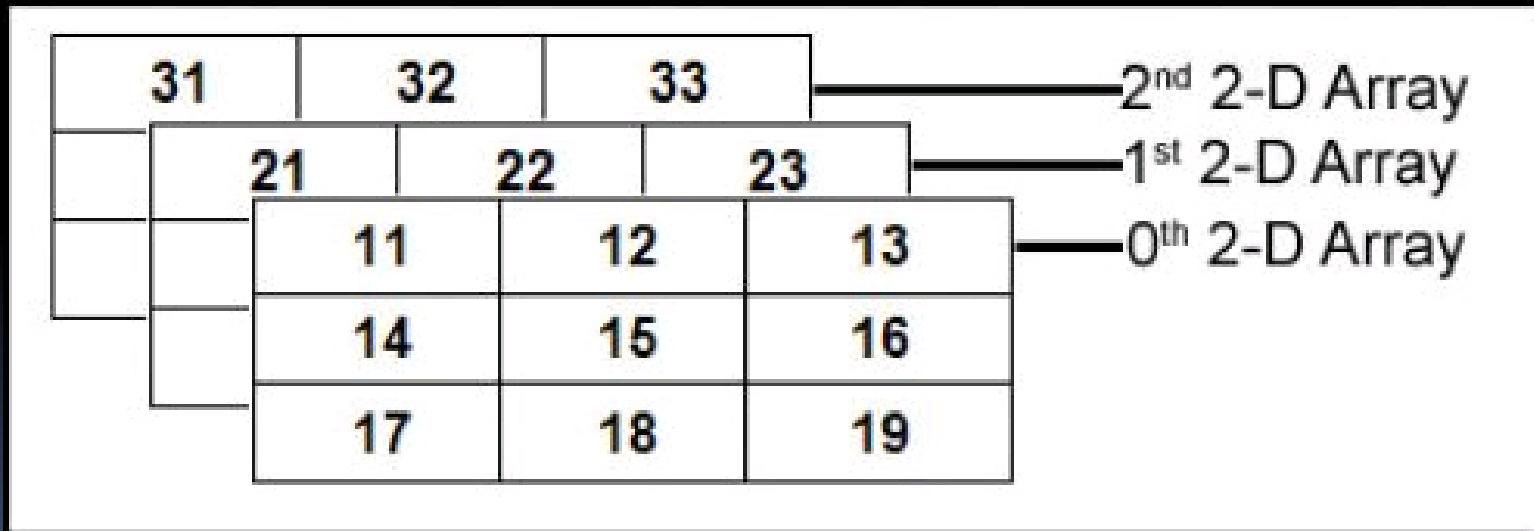 31 32 33 2nd 2-D Array
21 22 23 1st 2-D Array
11 12 13 0th 2-D Array
14 15 16
17 18 19